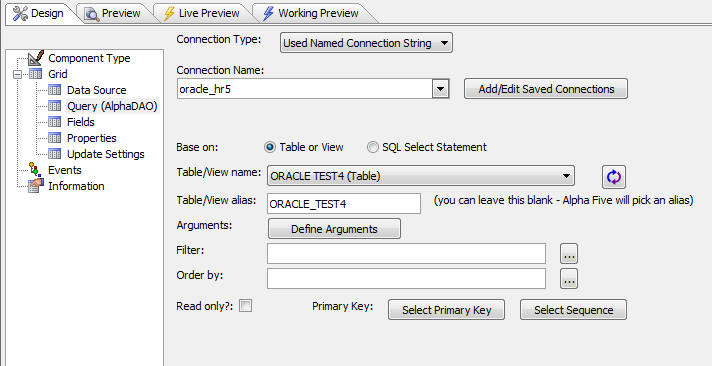 Design
Preview
Live Preview
Working Preview
Component Type
Grid
Data Source
Query (AlphaDAO)
Fields
Properties
Update Settings
Events
Information
Connection Type: Used Named Connection String
Connection Name:
oracle_hr5
Add/Edit Saved Connections
Base on: Table or View SQL Select Statement
Table/View name: ORACLE TEST4 (Table)
Table/View alias: ORACLE_TEST4 (you can leave this blank - Alpha Five will pick an alias)
Arguments: Define Arguments
Filter: ...
Order by: ...
Read only?: Primary Key: Select Primary Key Select Sequence